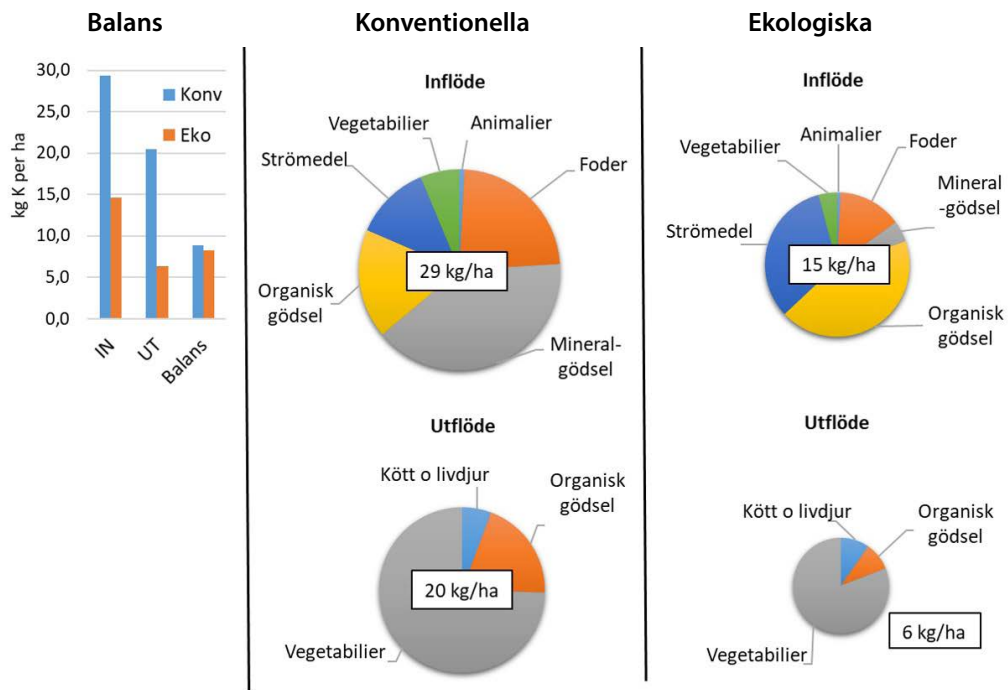 Balans
30,0
25,0
20,0
15,0
10,0
5,0
0,0
kg K per ha
Konv
Eko
IN
UT
Balans
Konventionella
Inflöde
Vegetabilier
Animalier
Strömedel
Foder
29 kg/ha
Organisk
gödsel
Mineral-
gödsel
Utflöde
Kött o livdjur
Organisk
gödsel
20 kg/ha
Vegetabilier
Ekologiska
Inflöde
Animalier
Vegetabilier
Foder
Mineral
-gödsel
Strömedel
15 kg/ha
Organisk
gödsel
Utflöde
Kött o livdjur
Organisk
gödsel
6 kg/ha
Vegetabilier